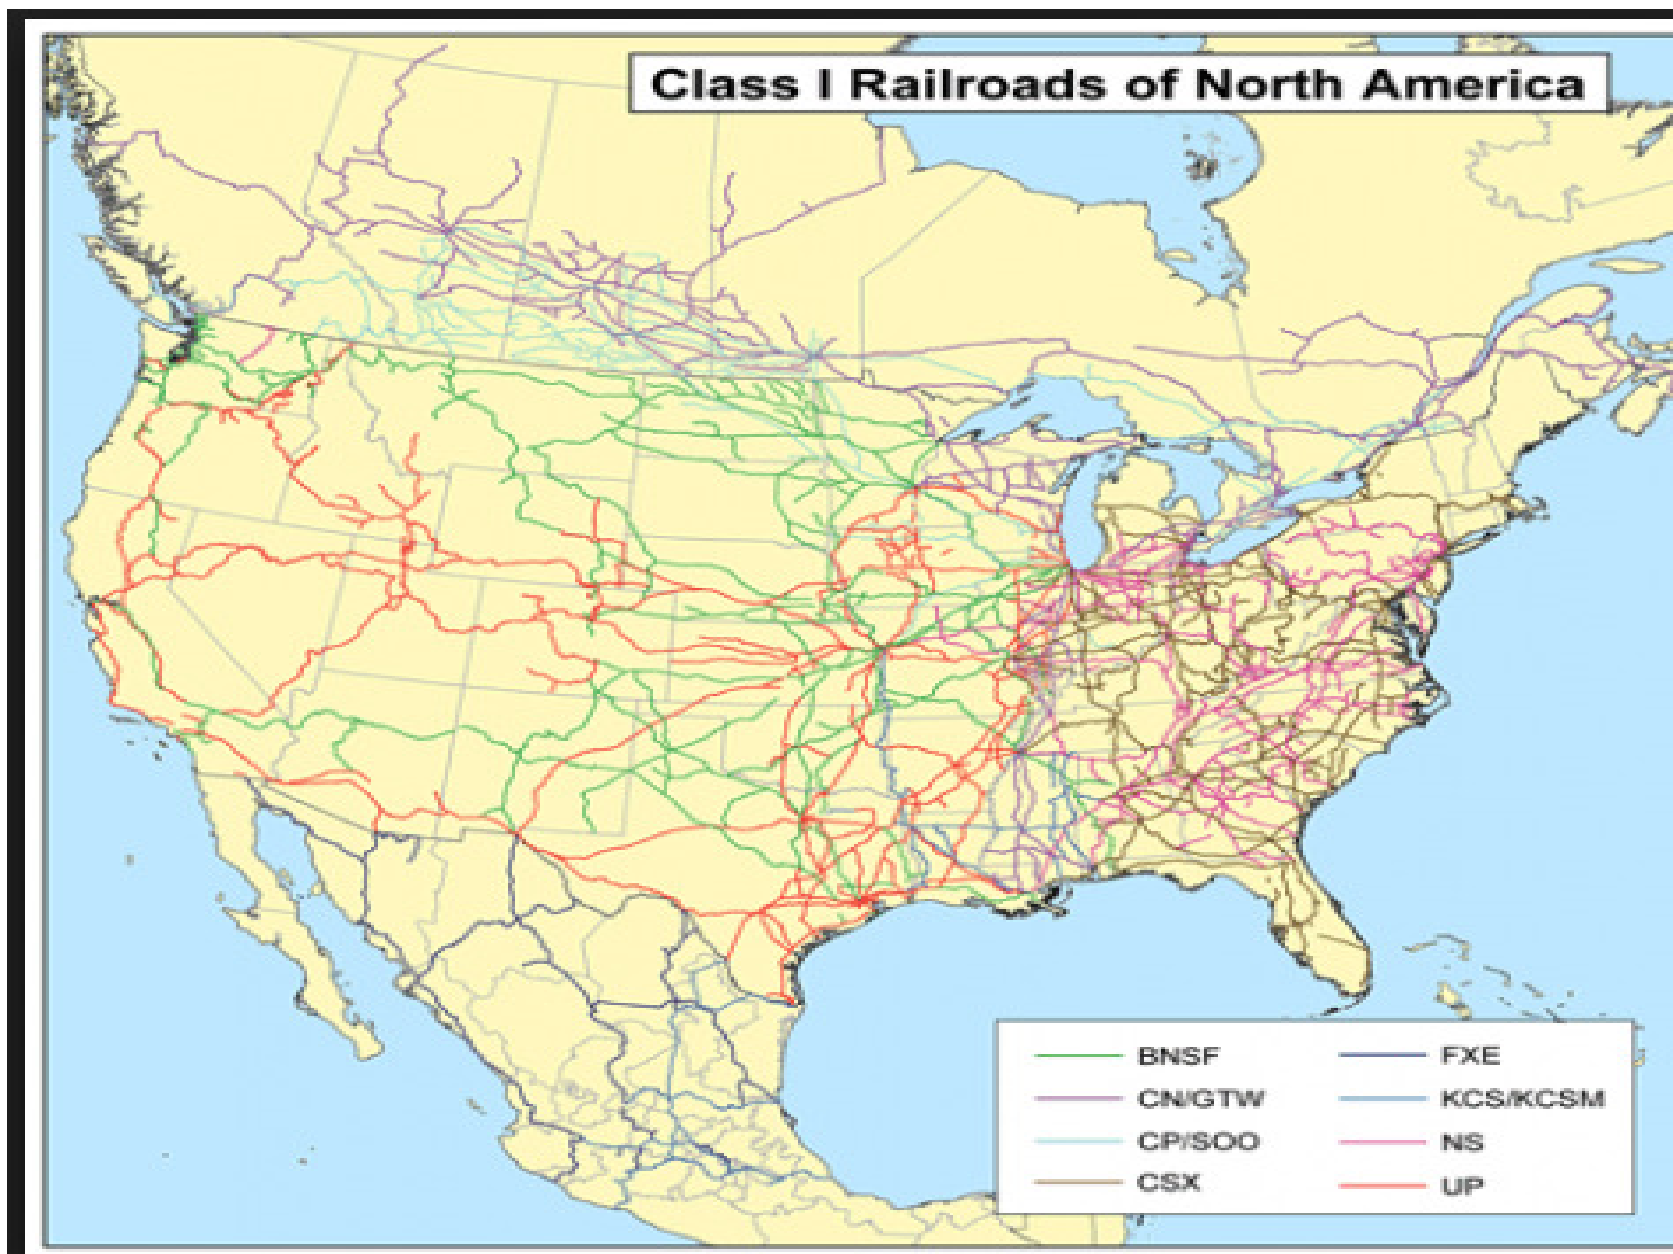 Class I Railroads of North America
BNSF
FXE
CN/GTW
KCS/KCSM
CP/SOO
NS
CSX
UP